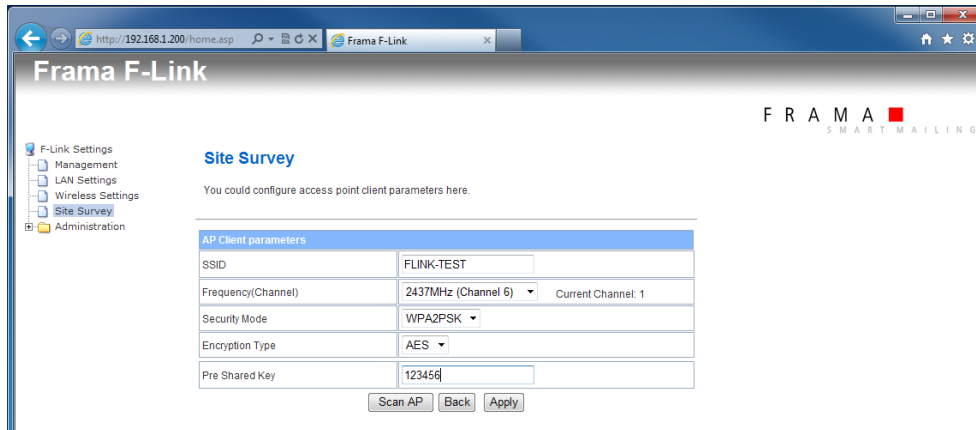 http://192.168.1.200/home.asp
Frama F-Link
Frama F-Link
FRAMA
SMART MAILING
F-Link Settings
Management
LAN Settings
Wireless Settings
Site Survey
Administration
Site Survey
You could configure access point client parameters here.
AP Client parameters
SSID FLINK-TEST
Frequency(Channel) 2437MHz (Channel 6) Current Channel: 1
Security Mode WPA2PSK
Encryption Type AES
Pre Shared Key 123456
Scan AP Back Apply